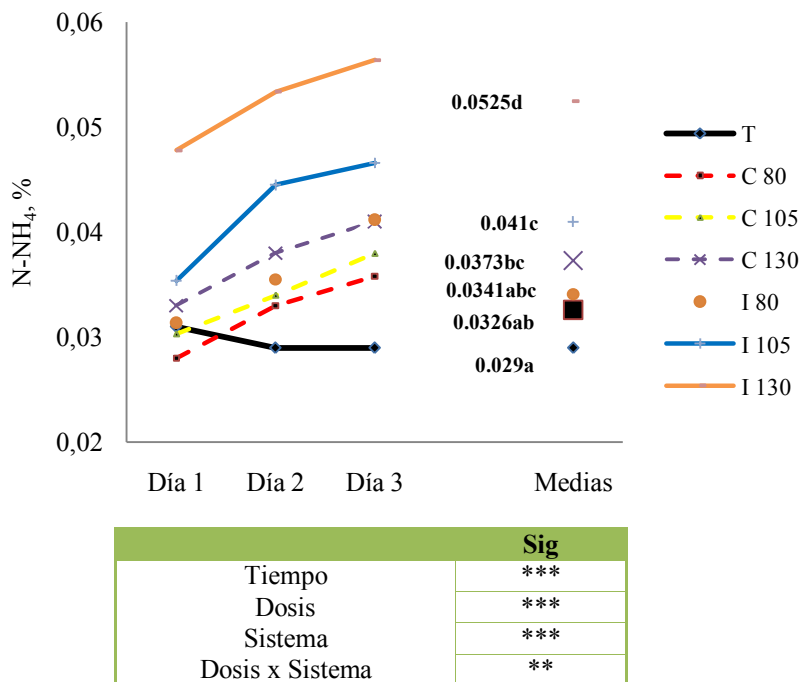 0,06
0,05
0,04
0,03
0,02
N-NH4, %
0.0525d
0.041c
0.0373bc
0.0341abc
0.0326ab
0.029a
Día 1 Día 2 Día 3 Medias
T
C 80
C 105
C 130
I 80
I 105
I 130
Sig
Tiempo ***
Dosis ***
Sistema ***
Dosis x Sistema **